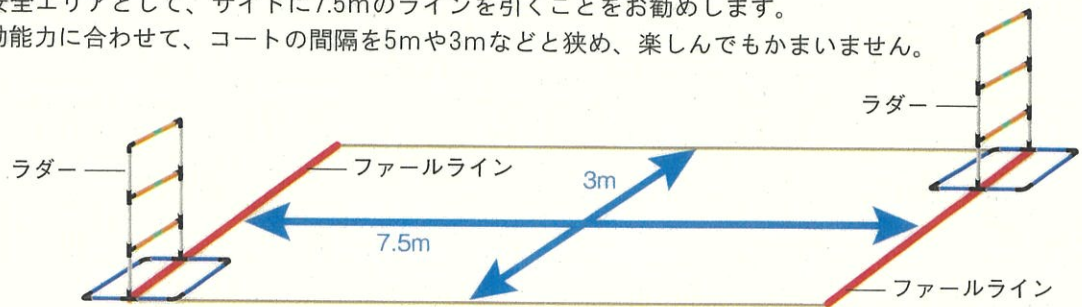 安全エリアとして、サイドに7.5mのラインを引くことをお勧めします。
動能力に合わせて、コートの間隔を5mや3mなどと狭め、楽しんでもかまいません。
ラダー
ラダー
ファールライン
3m
7.5m
ファールライン